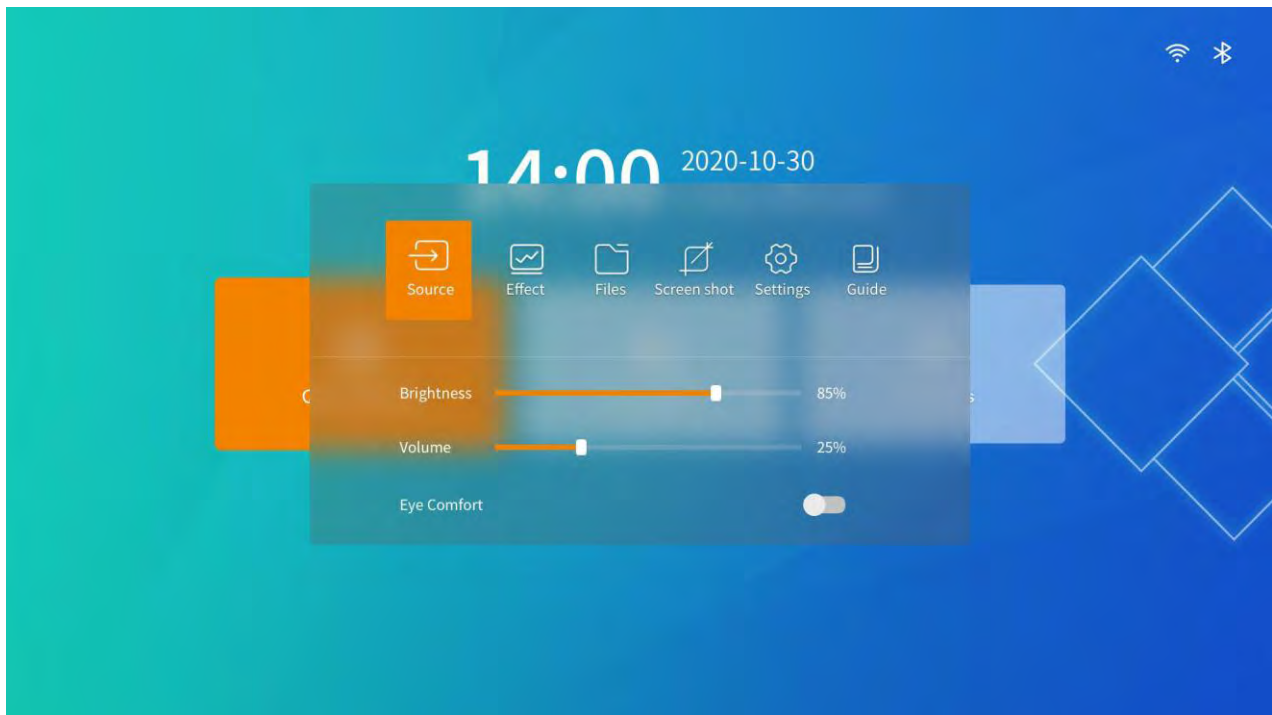 14:00 2020-10-30
Source Effect Files Screen shot Settings Guide
Brightness 85%
Volume 25%
Eye Comfort